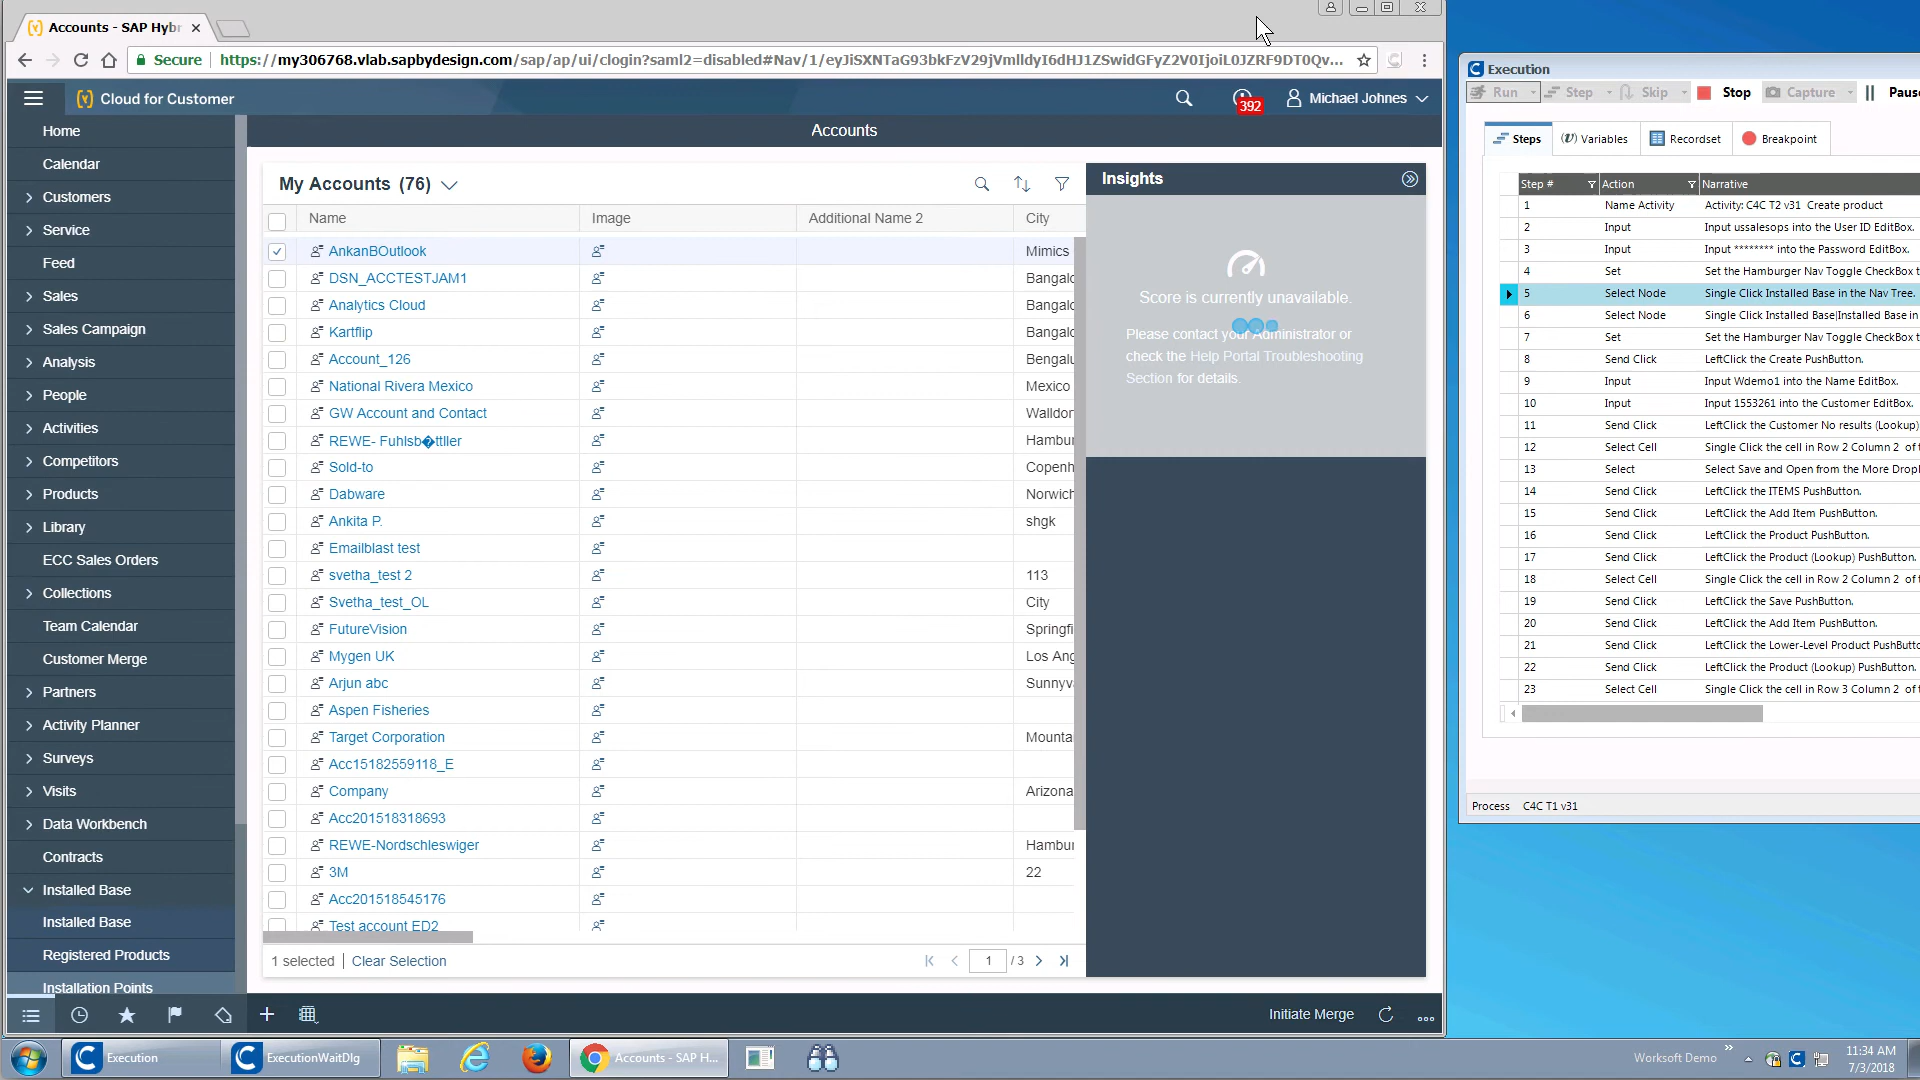 Accounts - SAP Hybr
Secure
https://my306768.vlab.sapbydesign.com/sap/ap/ui/clogin?saml2=disabled#Nav/1/eyJiSXNTaG93bkFzV29jVmlldyI6dHJ1ZSwidGFyZ2V0IjoiL0JZRF9DT0Qv...
Cloud for Customer
392
Michael Johnes
Accounts
Home
Calendar
Customers
Service
Feed
Sales
Sales Campaign
Analysis
People
Activities
Competitors
Products
Library
ECC Sales Orders
Collections
Team Calendar
Customer Merge
Partners
Activity Planner
Surveys
Visits
Data Workbench
Contracts
Installed Base
Installed Base
Registered Products
Installation Points
My Accounts (76)
Name Image Additional Name 2 City
AnkanBOutlook Mimics
DSN_ACCTESTJAM1 Bangalo
Analytics Cloud Bangalo
Kartflip Bangalo
Account_126 Bengalu
National Rivera Mexico Mexico
GW Account and Contact Walldor
REWE- Fuhlsb�ttller Hambur
Sold-to Copenh
Dabware Norwich
Ankita P. shgk
Emailblast test
svetha_test 2 113
Svetha_test_OL City
FutureVision Springfi
Mygen UK Los Ang
Arjun abc Sunnyv
Aspen Fisheries
Target Corporation Mounta
Acc15182559118_E
Company Arizona
Acc201518318693
REWE-Nordschleswiger Hambur
3M 22
Acc201518545176
Test account ED2
1 selected Clear Selection
1 / 3
Insights
Score is currently unavailable.
Please contact your Administrator or
check the Help Portal Troubleshooting
Section for details.
Initiate Merge
Execution
Run Step Skip Stop Capture Pause
Steps (v) Variables Recordset Breakpoint
Step # Action Narrative
1 Name Activity Activity: C4C T2 v31 Create product
2 Input Input ussalesops into the User ID EditBox.
3 Input Input ******** into the Password EditBox.
4 Set Set the Hamburger Nav Toggle CheckBox t
5 Select Node Single Click Installed Base in the Nav Tree.
6 Select Node Single Click Installed Base|Installed Base in
7 Set Set the Hamburger Nav Toggle CheckBox t
8 Send Click LeftClick the Create PushButton.
9 Input Input Wdemo1 into the Name EditBox.
10 Input Input 1553261 into the Customer EditBox.
11 Send Click LeftClick the Customer No results (Lookup)
12 Select Cell Single Click the cell in Row 2 Column 2 of t
13 Select Select Save and Open from the More Dropl
14 Send Click LeftClick the ITEMS PushButton.
15 Send Click LeftClick the Add Item PushButton.
16 Send Click LeftClick the Product PushButton.
17 Send Click LeftClick the Product (Lookup) PushButton.
18 Select Cell Single Click the cell in Row 2 Column 2 of t
19 Send Click LeftClick the Save PushButton.
20 Send Click LeftClick the Add Item PushButton.
21 Send Click LeftClick the Lower-Level Product PushButto
22 Send Click LeftClick the Product (Lookup) PushButton.
23 Select Cell Single Click the cell in Row 3 Column 2 of t
Process C4C T1 v31
Execution
ExecutionWaitDlg
Accounts - SAP H...
Worksoft Demo
11:34 AM
7/3/2018